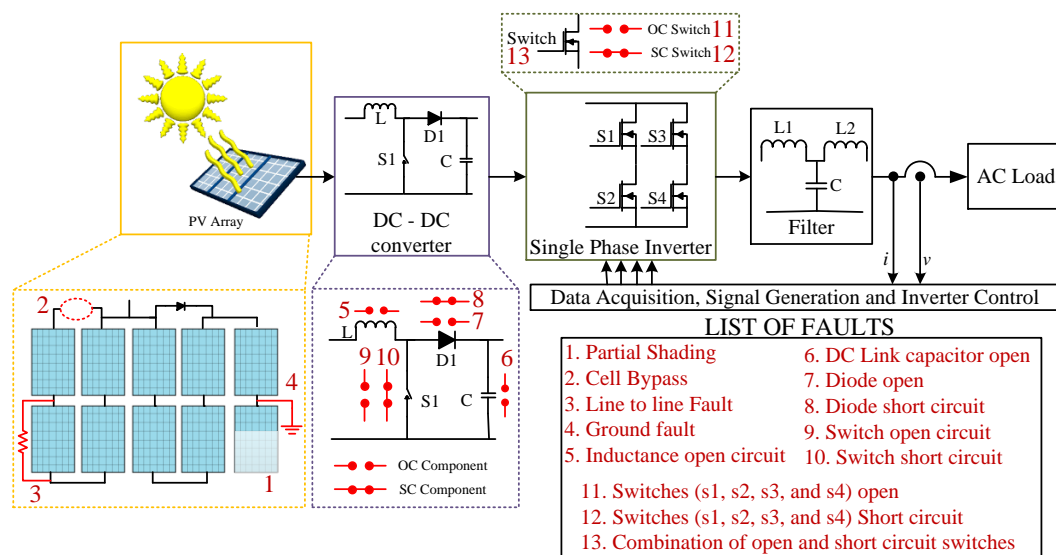 Switch
13
OC Switch 11
SC Switch 12
PV Array
L
D1
S1
C
DC - DC
converter
S1
S3
S2
S4
Single Phase Inverter
L1
L2
C
Filter
AC Load
i
v
Data Acquisition, Signal Generation and Inverter Control
2
4
3
1
5
L
8
7
D1
9
10
S1
C
6
OC Component
SC Component
LIST OF FAULTS
1. Partial Shading
2. Cell Bypass
3. Line to line Fault
4. Ground fault
5. Inductance open circuit
6. DC Link capacitor open
7. Diode open
8. Diode short circuit
9. Switch open circuit
10. Switch short circuit
11. Switches (s1, s2, s3, and s4) open
12. Switches (s1, s2, s3, and s4) Short circuit
13. Combination of open and short circuit switches